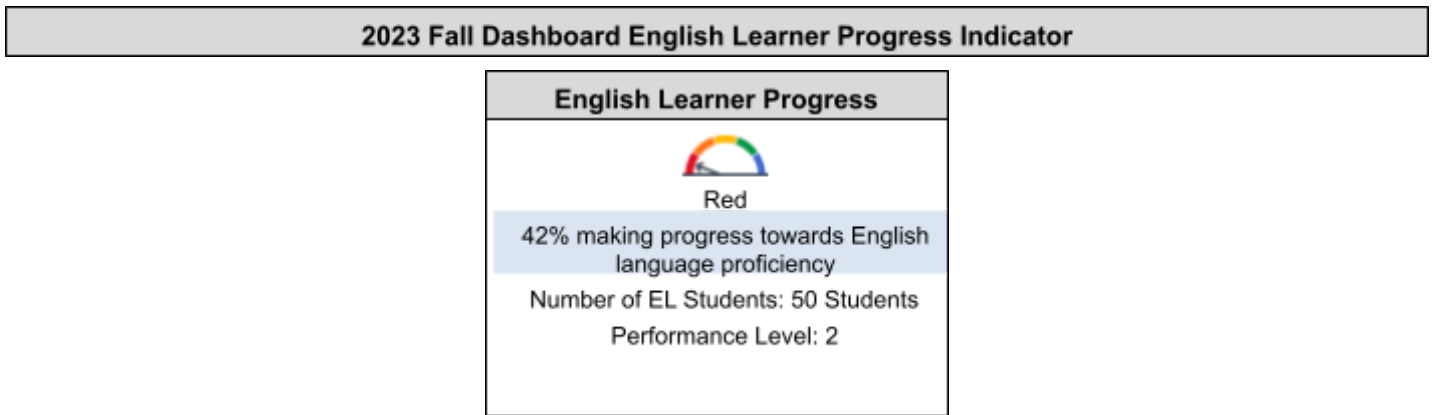 2023 Fall Dashboard English Learner Progress Indicator
English Learner Progress
Red
42% making progress towards English
language proficiency
Number of EL Students: 50 Students
Performance Level: 2